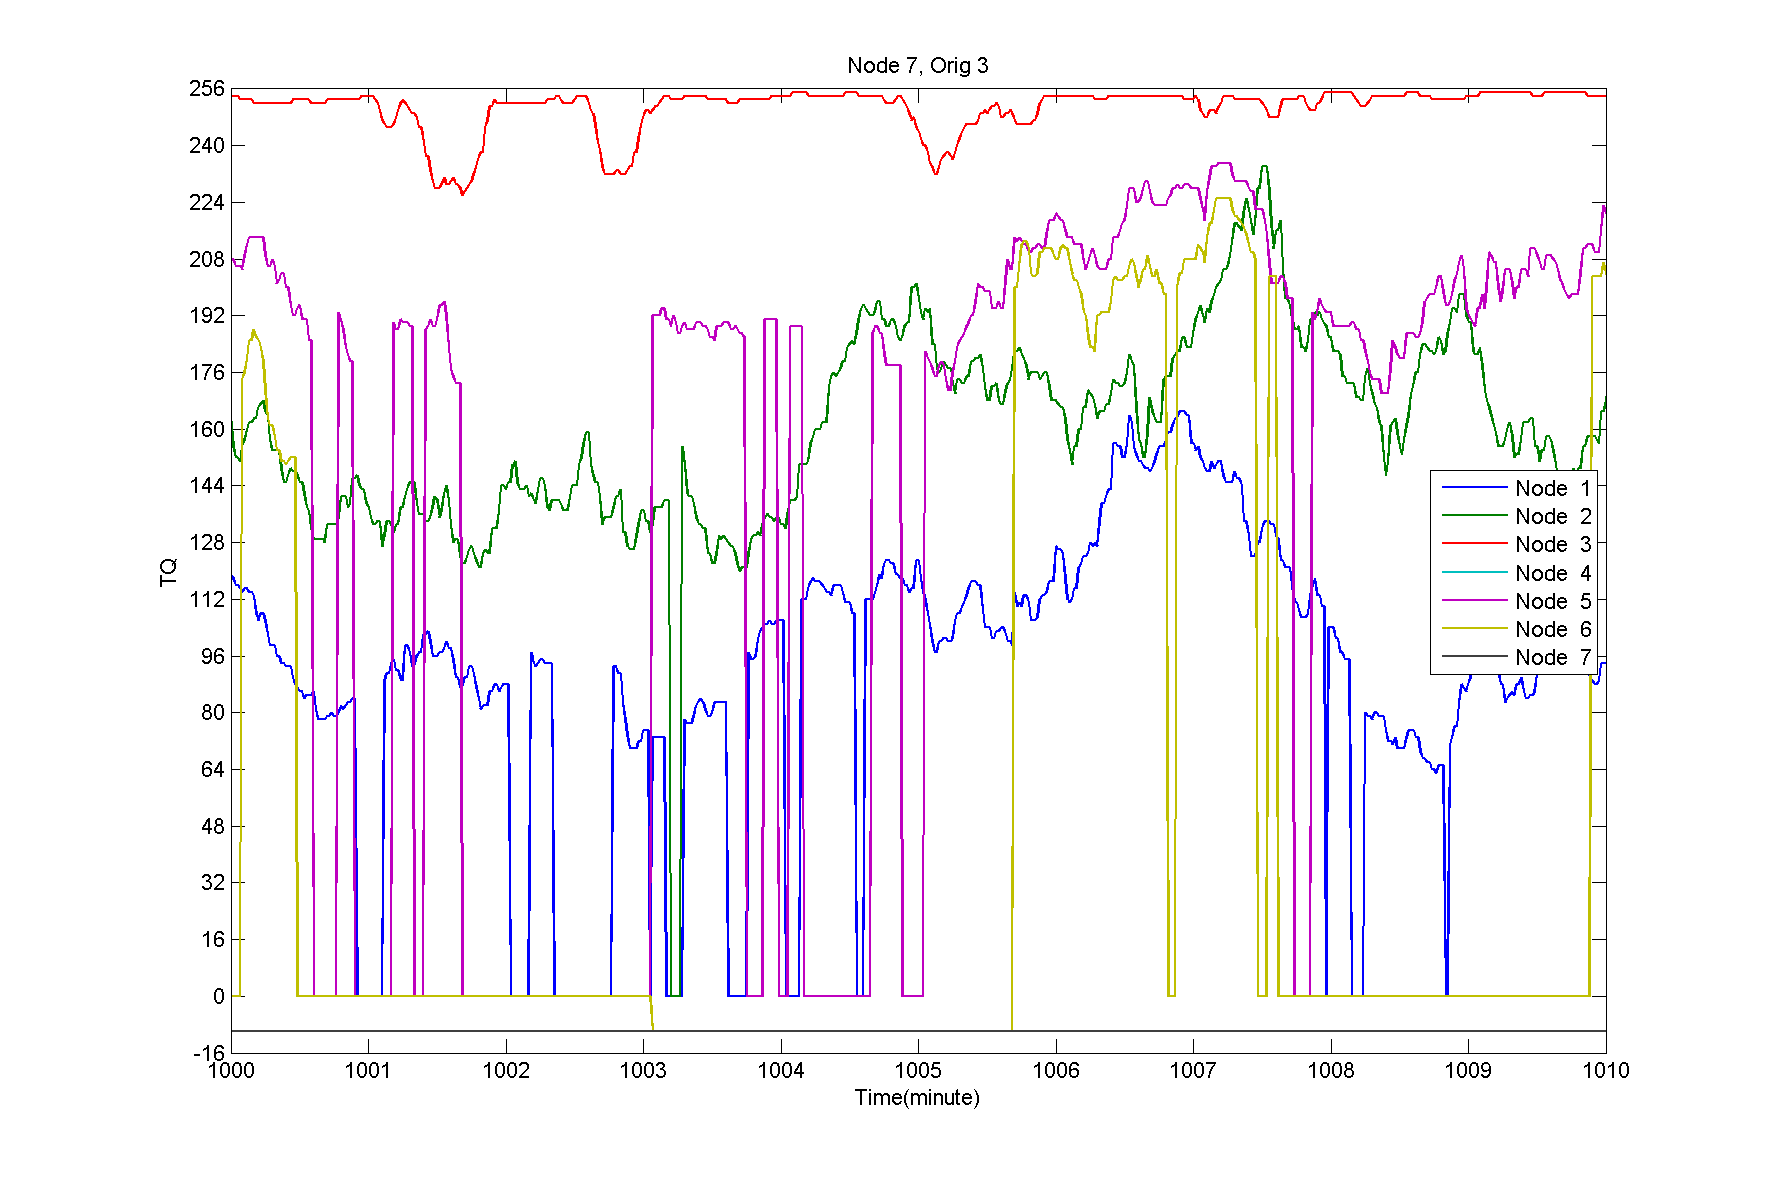 Node 7, Orig 3
256
240
224
208
192
176
160
144
128
112
96
80
64
48
32
16
0
-16
TQ
Node 1
Node 2
Node 3
Node 4
Node 5
Node 6
Node 7
1000 1001 1002 1003 1004 1005 1006 1007 1008 1009 1010
Time(minute)